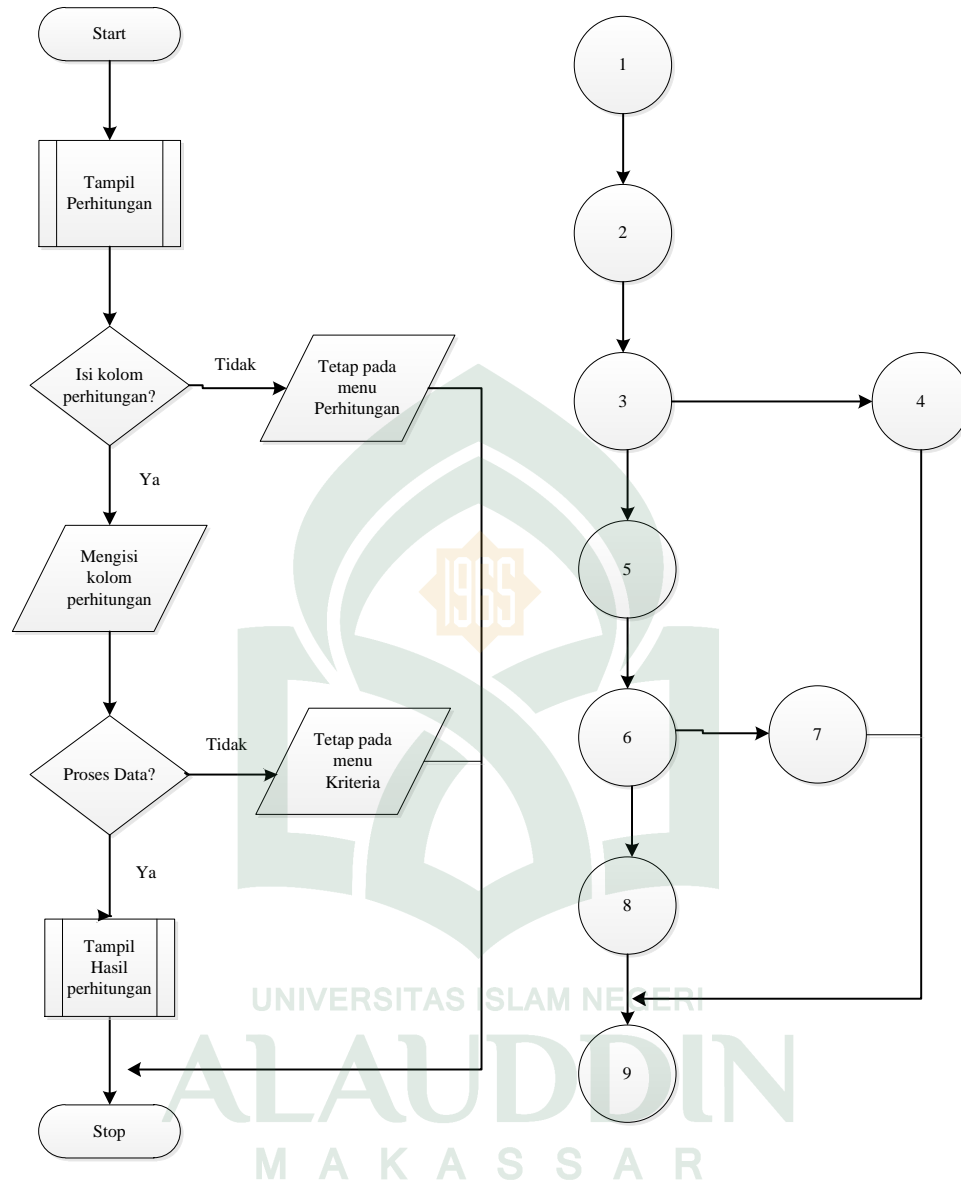 Start
Tampil
Perhitungan
Isi kolom
perhitungan?
Tidak
Tetap pada
menu
Perhitungan
Ya
Mengisi
kolom
perhitungan
Proses Data?
Tidak
Tetap pada
menu
Kriteria
Ya
Tampil
Hasil
perhitungan
Stop
1
2
3
4
5
6
7
8
9
1965
UNIVERSITAS ISLAM NEGERI
ALAUDDIN
MAKASSAR